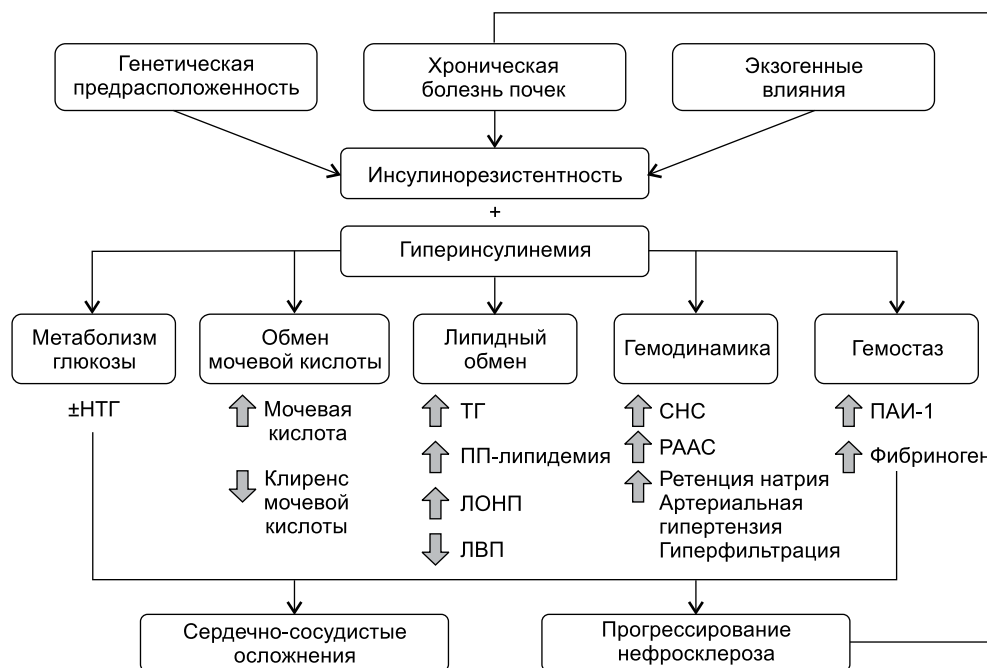 Генетическая
предрасположенность
Хроническая
болезнь почек
Экзогенные
влияния
Инсулинорезистентность
+
Гиперинсулинемия
Метаболизм
глюкозы
Обмен
мочевой кислоты
Липидный
обмен
Гемодинамика
Гемостаз
±НТГ
Мочевая
кислота
Клиренс
мочевой
кислоты
ТГ
ПП-липидемия
ЛОНП
ЛВП
СНС
РААС
Ретенция натрия
Артериальная
гипертензия
Гиперфильтрация
ПАИ-1
Фибриноген
Сердечно-сосудистые
осложнения
Прогрессирование
нефросклероза